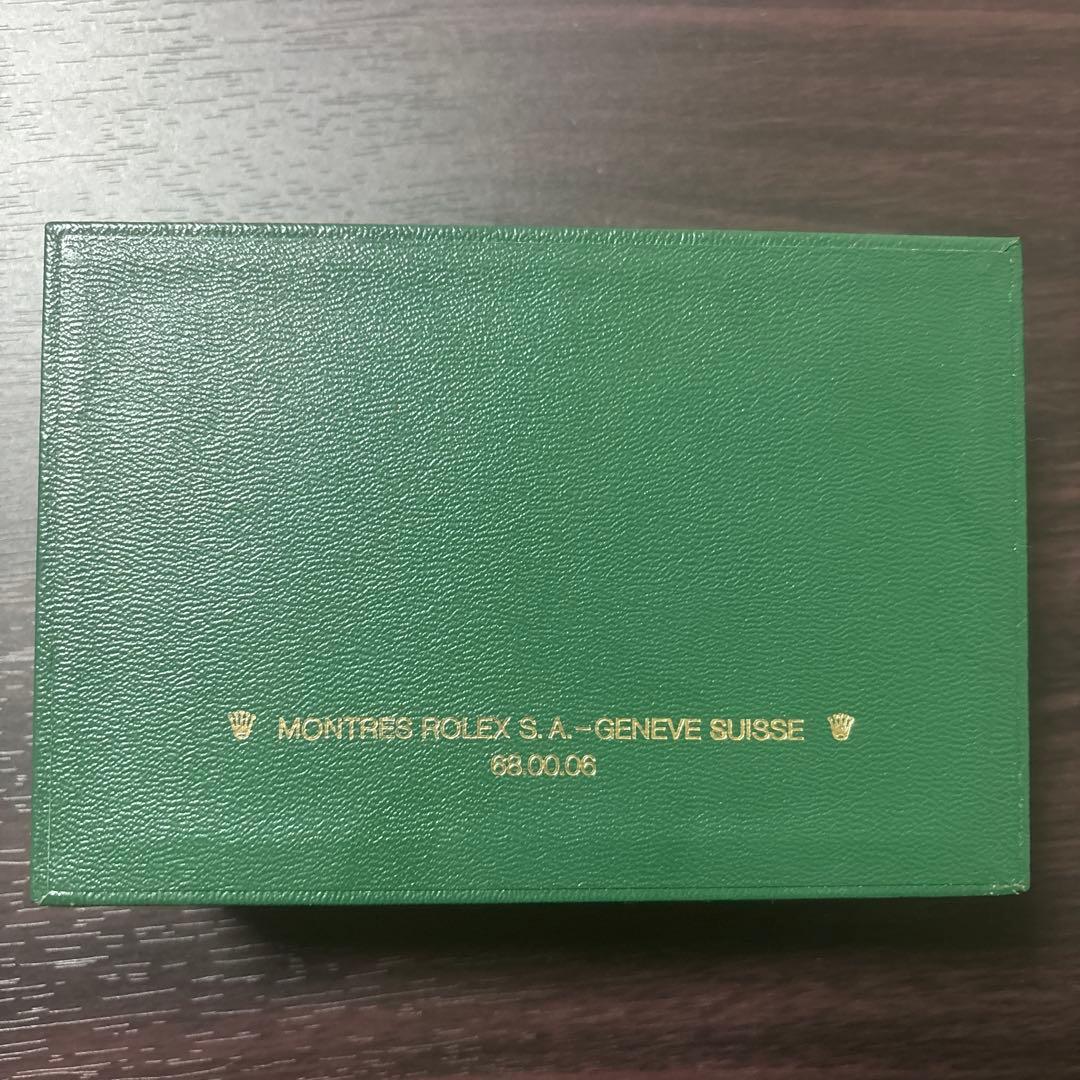 MONTRES ROLEX S.A.-GENEVE SUISSE
68.00.06